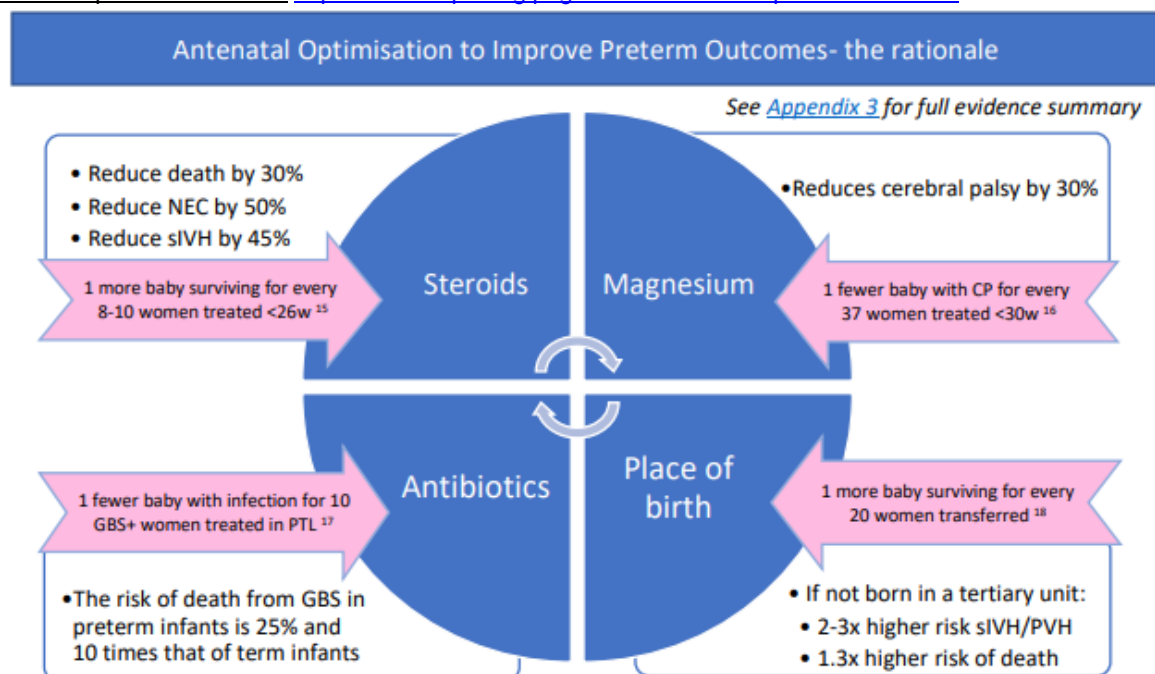 Antenatal Optimisation to Improve Preterm Outcomes- the rationale
See Appendix 3 for full evidence summary
• Reduce death by 30%
• Reduce NEC by 50%
• Reduce sIVH by 45%
1 more baby surviving for every
8-10 women treated <26w 15
Steroids
Magnesium
•Reduces cerebral palsy by 30%
1 fewer baby with CP for every
37 women treated <30w 16
Antibiotics
1 fewer baby with infection for 10
GBS+ women treated in PTL 17
•The risk of death from GBS in
preterm infants is 25% and
10 times that of term infants
Place of
birth
1 more baby surviving for every
20 women transferred 18
• If not born in a tertiary unit:
• 2-3x higher risk sIVH/PVH
• 1.3x higher risk of death